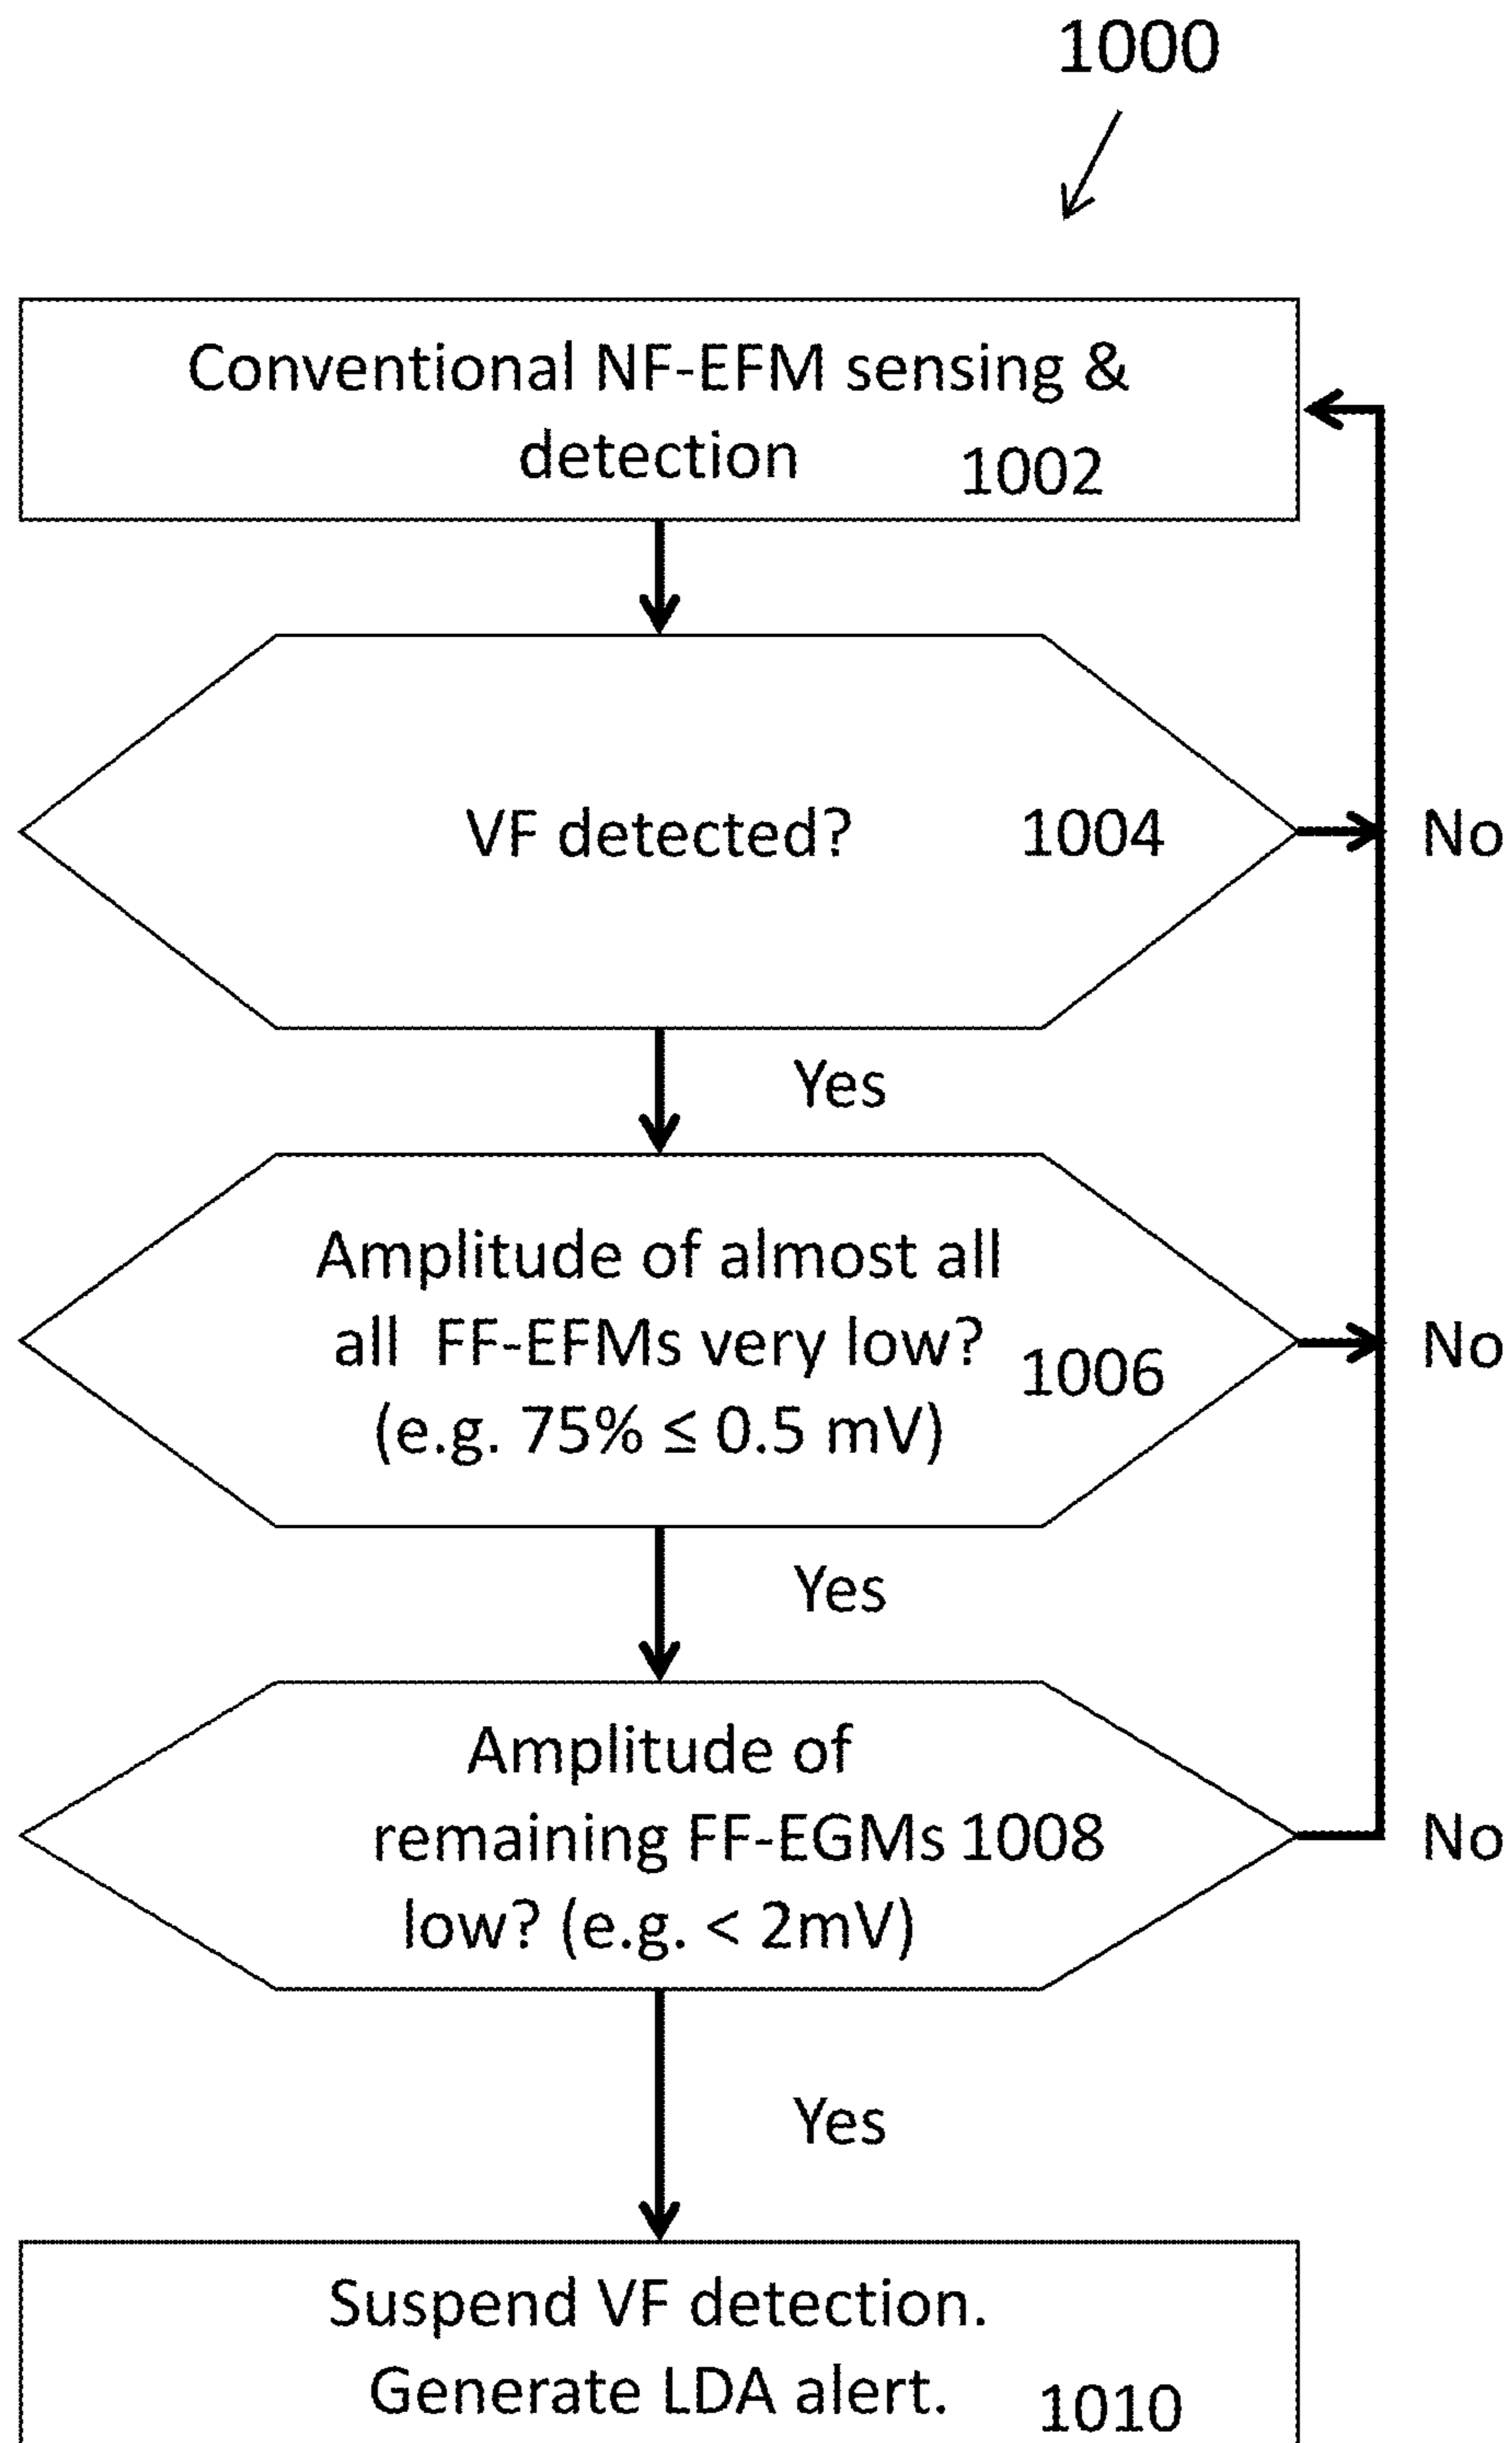 1000
Conventional NF-EFM sensing &
detection 1002
VF detected? 1004
No
Yes
Amplitude of almost all
all FF-EFMs very low?
1006
No
(e.g. 75% ≤ 0.5 mV)
Yes
Amplitude of
remaining FF-EGMs 1008
No
low? (e.g. < 2mV)
Yes
Suspend VF detection.
Generate LDA alert. 1010